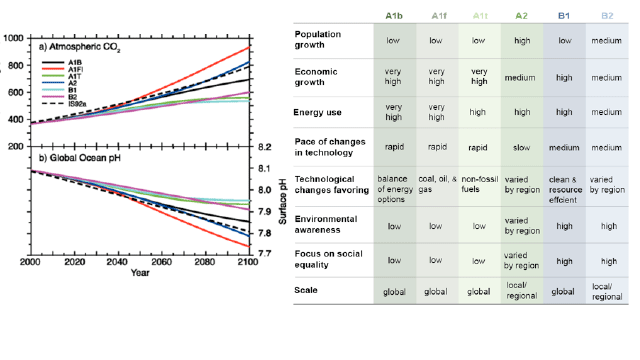 a) Atmospheric CO2
1000
800
600
400
200
A1B
A1FI
A1T
A2
B1
B2
IS92a
b) Global Ocean pH
8.2
8.1
8.0
7.9
7.8
7.7
Surface pH
2000 2020 2040 2060 2080 2100
Year
A1b A1f A1t A2 B1 B2
Population growth low low low high low medium
Economic growth very high very high very high medium high medium
Energy use very high very high high high high medium
Pace of changes in technology rapid rapid rapid slow medium medium
Technological changes favoring balance of energy options coal, oil, & gas non-fossil fuels varied by region clean & resource effcient varied by region
Environmental awareness low low low varied by region high high
Focus on social equality low low low varied by region high high
Scale global global global local/ regional global local/ regional